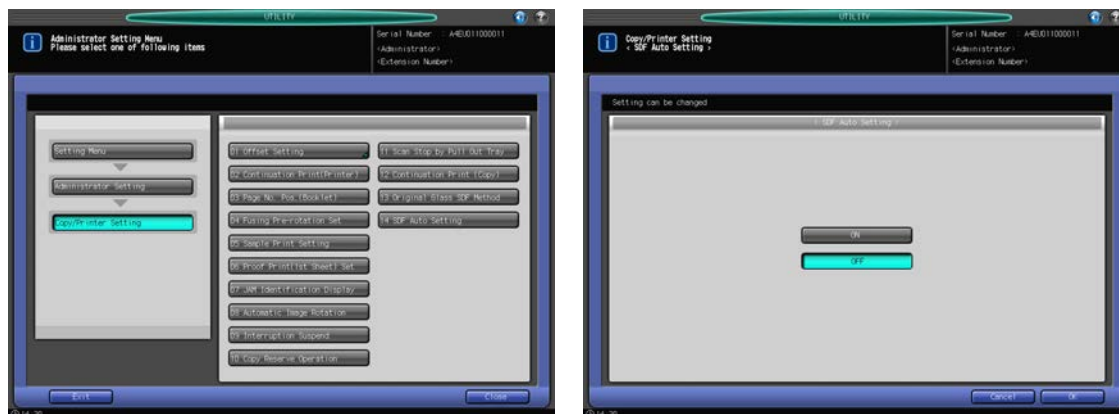 UTILITY
Administrator Setting Menu
Please select one of following items
Serial Number : A4EU011000011
<Administrator>
<Extension Number>
Setting Menu
Administrator Setting
Copy/Printer Setting
01 Offset Setting
02 Continuation Print(Printer)
03 Page No. Pos.(Booklet)
04 Fusing Pre-rotation Set
05 Sample Print Setting
06 Proof Print(1st Sheet) Set
07 JAM Identification Display
08 Automatic Image Rotation
09 Interruption Suspend
10 Copy Reserve Operation
11 Scan Stop by Pull Out Tray
12 Continuation Print (Copy)
13 Original Glass SDF Method
14 SDF Auto Setting
Exit
Close
UTILITY
Copy/Printer Setting
< SDF Auto Setting >
Serial Number : A4EU011000011
<Administrator>
<Extension Number>
Setting can be changed
< SDF Auto Setting >
ON
OFF
Cancel
OK